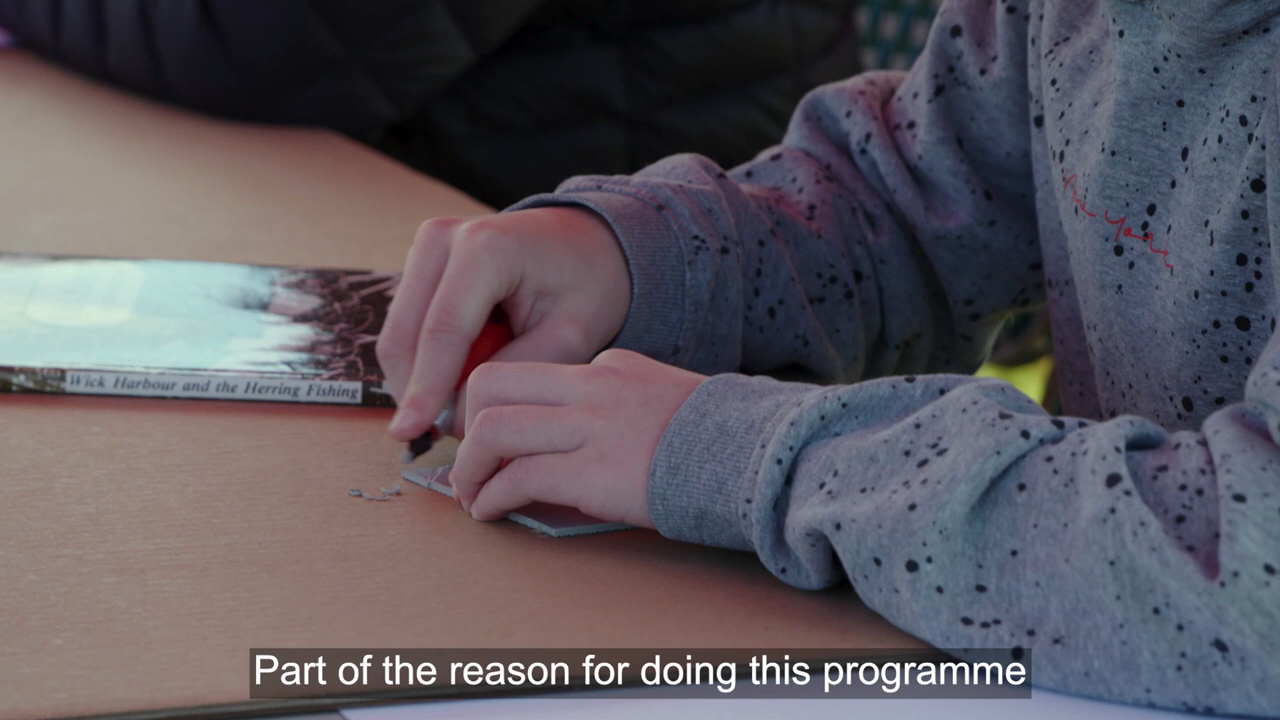 Wick Harbour and the Herring Fishing
Part of the reason for doing this programme